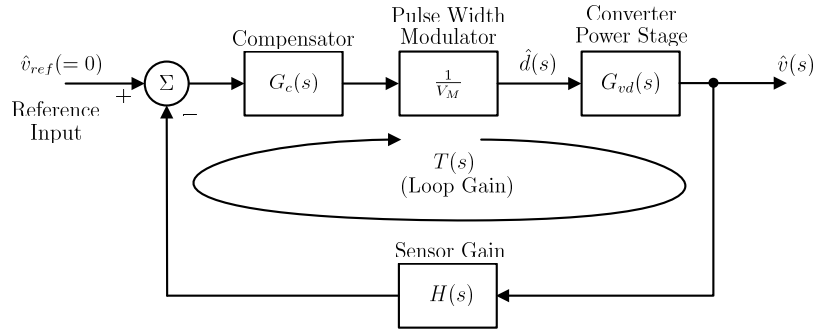 Compensator
Pulse Width
Modulator
Converter
Power Stage
v̂_ref(= 0)
+
Σ
−
G_c(s)
1/V_M
d̂(s)
G_vd(s)
v̂(s)
Reference
Input
T(s)
(Loop Gain)
Sensor Gain
H(s)